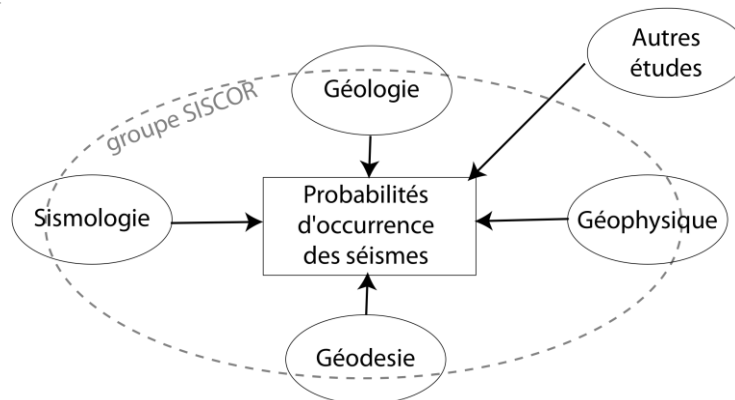 Autres
études
Géologie
groupe SISCOR
Probabilités
d'occurrence
des séismes
Sismologie
Géophysique
Géodesie